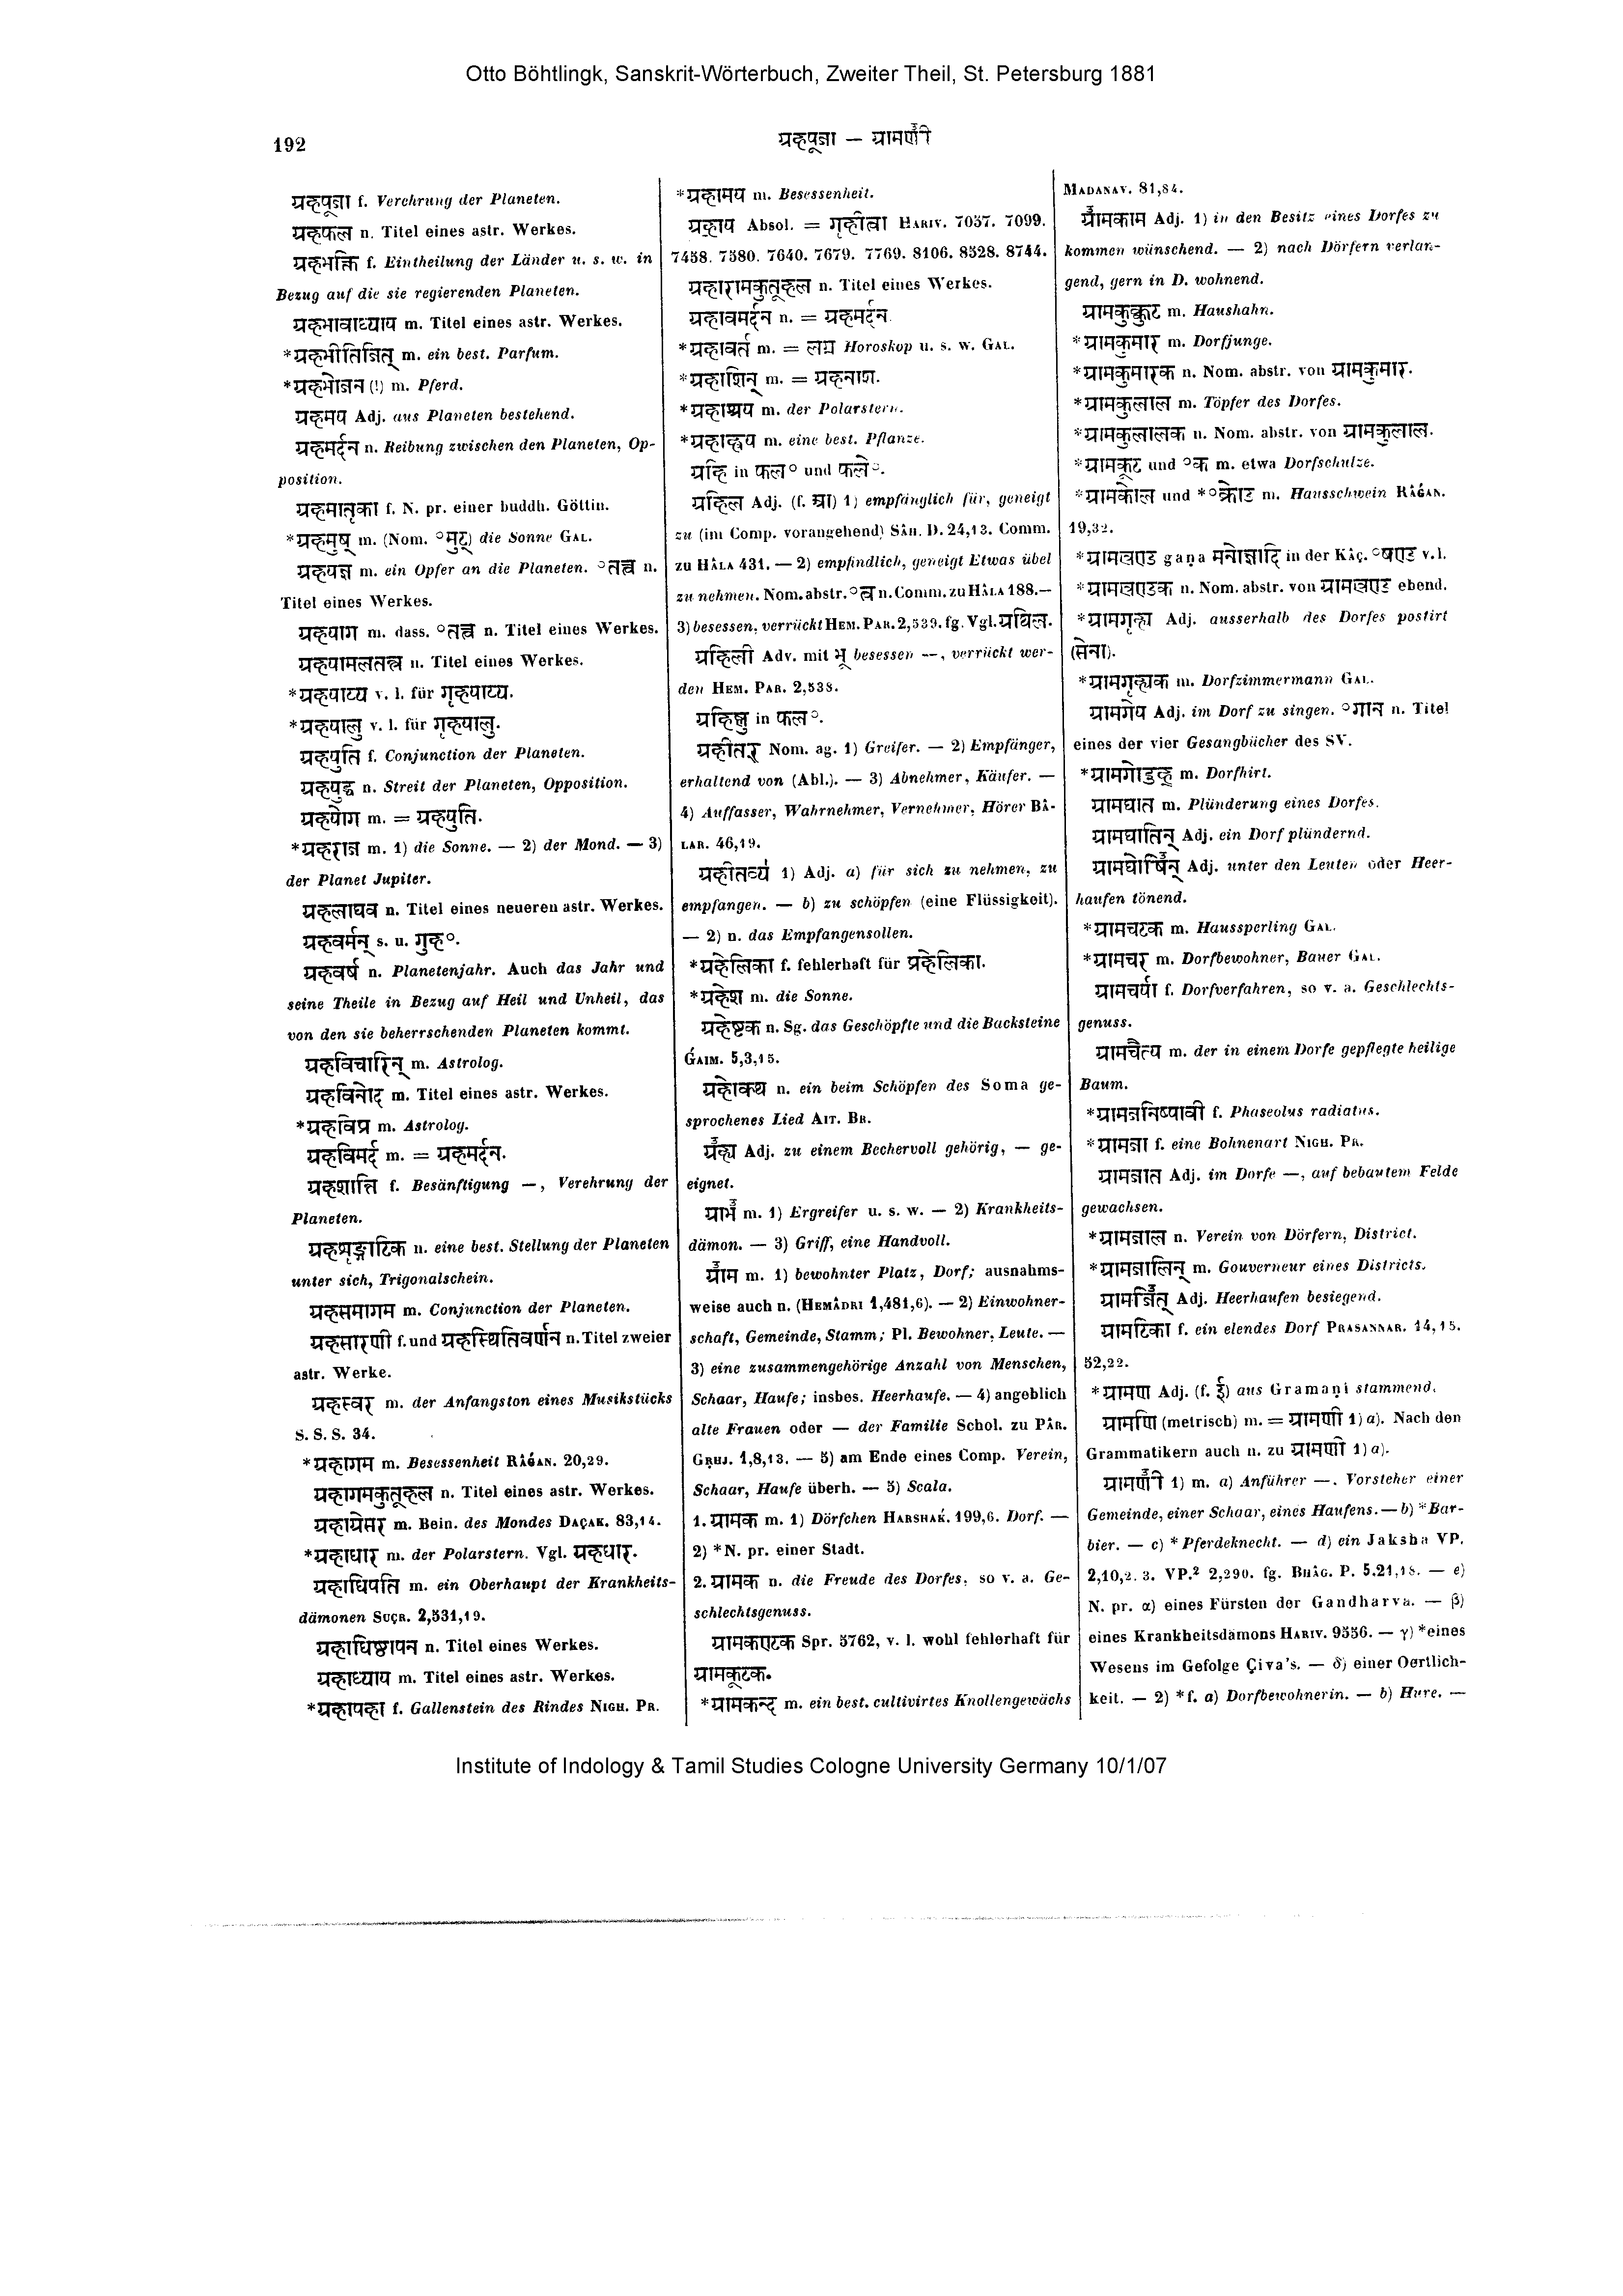 Otto Böhtlingk, Sanskrit-Wörterbuch, Zweiter Theil, St. Petersburg 1881
192
ग्रहपूजा — ग्रामणी
ग्रहपूजा f. Verehrung der Planeten.
ग्रहफल n. Titel eines astr. Werkes.
ग्रहभक्ति f. Eintheilung der Länder u. s. w. in
Bezug auf die sie regierenden Planeten.
ग्रहभावाध्याय m. Titel eines astr. Werkes.
*ग्रहभीतिजित् m. ein best. Parfum.
*ग्रहभोजन (!) m. Pferd.
ग्रहमय Adj. aus Planeten bestehend.
ग्रहमर्दन n. Reibung zwischen den Planeten, Op-
position.
ग्रहमातृका f. N. pr. einer buddh. Göttin.
*ग्रहमुष् m. (Nom. °मुट्) die Sonne GAL.
ग्रहयज्ञ m. ein Opfer an die Planeten. °तत्त्व n.
Titel eines Werkes.
ग्रहयाग m. dass. °तत्त्व n. Titel eines Werkes.
ग्रहयामलतन्त्र n. Titel eines Werkes.
*ग्रहयाय्य v. l. für गृहयाय्य.
*ग्रहयालु v. l. für गृहयालु.
ग्रहयुति f. Conjunction der Planeten.
ग्रहयुद्ध n. Streit der Planeten, Opposition.
ग्रहयोग m. = ग्रहयुति.
*ग्रहराज m. 1) die Sonne. — 2) der Mond. — 3)
der Planet Jupiter.
ग्रहलाघव n. Titel eines neueren astr. Werkes.
ग्रहवर्मन् s. u. गुह°.
ग्रहवर्ष n. Planetenjahr. Auch das Jahr und
seine Theile in Bezug auf Heil und Unheil, das
von den sie beherrschenden Planeten kommt.
ग्रहविचारिन् m. Astrolog.
ग्रहविनोद m. Titel eines astr. Werkes.
*ग्रहविप्र m. Astrolog.
ग्रहविमर्द m. = ग्रहमर्दन.
ग्रहशान्ति f. Besänftigung —, Verehrung der
Planeten.
ग्रहशृङ्गाटक n. eine best. Stellung der Planeten
unter sich, Trigonalschein.
ग्रहसमागम m. Conjunction der Planeten.
ग्रहसारणी f. und ग्रहस्थितिवर्णन n. Titel zweier
astr. Werke.
ग्रहस्वर m. der Anfangston eines Musikstücks
S. S. S. 34.
*ग्रहागम m. Besessenheit RÂǴAN. 20,29.
ग्रहागमकुतूहल n. Titel eines astr. Werkes.
ग्रहाग्रेसर m. Bein. des Mondes DAÇAK. 83,14.
*ग्रहाधार m. der Polarstern. Vgl. ग्रहधार.
ग्रहाधिपति m. ein Oberhaupt der Krankheits-
dämonen SUÇR. 2,531,19.
ग्रहाधिष्ठापन n. Titel eines Werkes.
ग्रहाध्याय m. Titel eines astr. Werkes.
*ग्रहापहा f. Gallenstein des Rindes NIGH. PR.
*ग्रहामय m. Besessenheit.
ग्रहाय Absol. = गृहीत्वा HARIV. 7037. 7099.
7458. 7580. 7640. 7679. 7769. 8106. 8528. 8744.
ग्रहारामकुतूहल n. Titel eines Werkes.
ग्रहावमर्दन n. = ग्रहमर्दन
*ग्रहावर्त m. = लग्न Horoskop u. s. w. GAL.
*ग्रहाशिन् m. = ग्रहनाश.
*ग्रहाश्रय m. der Polarstern.
*ग्रहाह्वय m. eine best. Pflanze.
ग्रहि in फल° und फले°.
ग्रहिल Adj. (f. आ) 1) empfänglich für, geneigt
zu (im Comp. vorangehend) SÂH. D. 24,13. Comm.
zu HÂLA 431. — 2) empfindlich, geneigt Etwas übel
zu nehmen. Nom. abstr. °त्व n. Comm. zu HÂLA 188. —
3) besessen, verrückt HEM. PAR. 2,539. fg. Vgl. ग्रथिल.
ग्रहिली Adv. mit भू besessen —, verrückt wer-
den HEM. PAR. 2,538.
ग्रहिष्णु in फल°.
ग्रहीतर् Nom. ag. 1) Greifer. — 2) Empfänger,
erhaltend von (Abl.). — 3) Abnehmer, Käufer. —
4) Auffasser, Wahrnehmer, Vernehmer, Hörer BÂ-
LAR. 46,19.
ग्रहीतव्य 1) Adj. a) für sich zu nehmen, zu
empfangen. — b) zu schöpfen (eine Flüssigkeit).
— 2) n. das Empfangensollen.
*ग्रहेलिका f. fehlerhaft für प्रहेलिका.
*ग्रहेश m. die Sonne.
ग्रहेष्टक n. Sg. das Geschöpfte und die Backsteine
ǴAIM. 5,3,15.
ग्रहोक्थ n. ein beim Schöpfen des Soma ge-
sprochenes Lied AIT. BR.
ग्रह्य Adj. zu einem Bechervoll gehörig, — ge-
eignet.
ग्राभ m. 1) Ergreifer u. s. w. — 2) Krankheits-
dämon. — 3) Griff, eine Handvoll.
ग्राम m. 1) bewohnter Platz, Dorf; ausnahms-
weise auch n. (HEMÂDRI 1,481,6). — 2) Einwohner-
schaft, Gemeinde, Stamm; Pl. Bewohner, Leute. —
3) eine zusammengehörige Anzahl von Menschen,
Schaar, Haufe; insbes. Heerhaufe. — 4) angeblich
alte Frauen oder — der Familie Schol. zu PÂR.
GṚHJ. 1,8,13. — 5) am Ende eines Comp. Verein,
Schaar, Haufe überh. — 5) Scala.
1. ग्रामक m. 1) Dörfchen HARSHAḰ. 199,6. Dorf. —
2) *N. pr. einer Stadt.
2. ग्रामक n. die Freude des Dorfes, so v. a. Ge-
schlechtsgenuss.
ग्रामकण्टक Spr. 3762, v. l. wohl fehlerhaft für
ग्रामकूटक.
*ग्रामकन्द m. ein best. cultivirtes Knollengewächs
MADANAV. 81,84.
ग्रामकाम Adj. 1) in den Besitz eines Dorfes zu
kommen wünschend. — 2) nach Dörfern verlan-
gend, gern in D. wohnend.
ग्रामकुक्कुट m. Haushahn.
*ग्रामकुमार m. Dorfjunge.
*ग्रामकुमारक n. Nom. abstr. von ग्रामकुमार.
*ग्रामकुलाल m. Töpfer des Dorfes.
*ग्रामकुलालक n. Nom. abstr. von ग्रामकुलाल.
*ग्रामकूट und °क m. etwa Dorfschulze.
*ग्रामकोल und *°क्रोड m. Hausschwein RÂǴAN.
19,32.
*ग्रामखण्ड gaṇa मनोज्ञादि in der KÂÇ. °षण्ड v. l.
*ग्रामखण्डक n. Nom. abstr. von ग्रामखण्ड ebend.
*ग्रामगृह्य Adj. ausserhalb des Dorfes postirt
(सेना).
*ग्रामगृह्यक m. Dorfzimmermann GAL.
ग्रामगेय Adj. im Dorf zu singen. °गान n. Titel
eines der vier Gesangbücher des SV.
*ग्रामगोडुह् m. Dorfhirt.
ग्रामघात m. Plünderung eines Dorfes.
ग्रामघातिन् Adj. ein Dorf plündernd.
ग्रामघोषिन् Adj. unter den Leuten oder Heer-
haufen tönend.
*ग्रामचटक m. Haussperling GAL.
*ग्रामचर m. Dorfbewohner, Bauer GAL.
ग्रामचर्या f. Dorfverfahren, so v. a. Geschlechts-
genuss.
ग्रामचैत्य m. der in einem Dorfe gepflegte heilige
Baum.
*ग्रामजनिष्पावी f. Phaseolus radiatus.
*ग्रामजा f. eine Bohnenart NIGH. PR.
ग्रामजात Adj. im Dorfe —, auf bebautem Felde
gewachsen.
*ग्रामजाल n. Verein von Dörfern, District.
*ग्रामजालिन् m. Gouverneur eines Districts.
ग्रामजित् Adj. Heerhaufen besiegend.
ग्रामटिका f. ein elendes Dorf PRASANNAR. 14,15.
52,22.
*ग्रामण Adj. (f. ई) aus Gramaṇi stammend.
ग्रामणि (metrisch) m. = ग्रामणी 1) a). Nach den
Grammatikern auch n. zu ग्रामणी 1) a).
ग्रामणी 1) m. a) Anführer —. Vorsteher einer
Gemeinde, einer Schaar, eines Haufens. — b) *Bar-
bier. — c) *Pferdeknecht. — d) ein Jaksha VP.
2,10,2. 3. VP.² 2,290. fg. BHÂG. P. 5,21,18. — e)
N. pr. α) eines Fürsten der Gandharva. — β)
eines Krankheitsdämons HARIV. 9556. — γ) *eines
Wesens im Gefolge Çiva's. — δ) einer Oertlich-
keit. — 2) *f. a) Dorfbewohnerin. — b) Hure. —
Institute of Indology & Tamil Studies Cologne University Germany 10/1/07